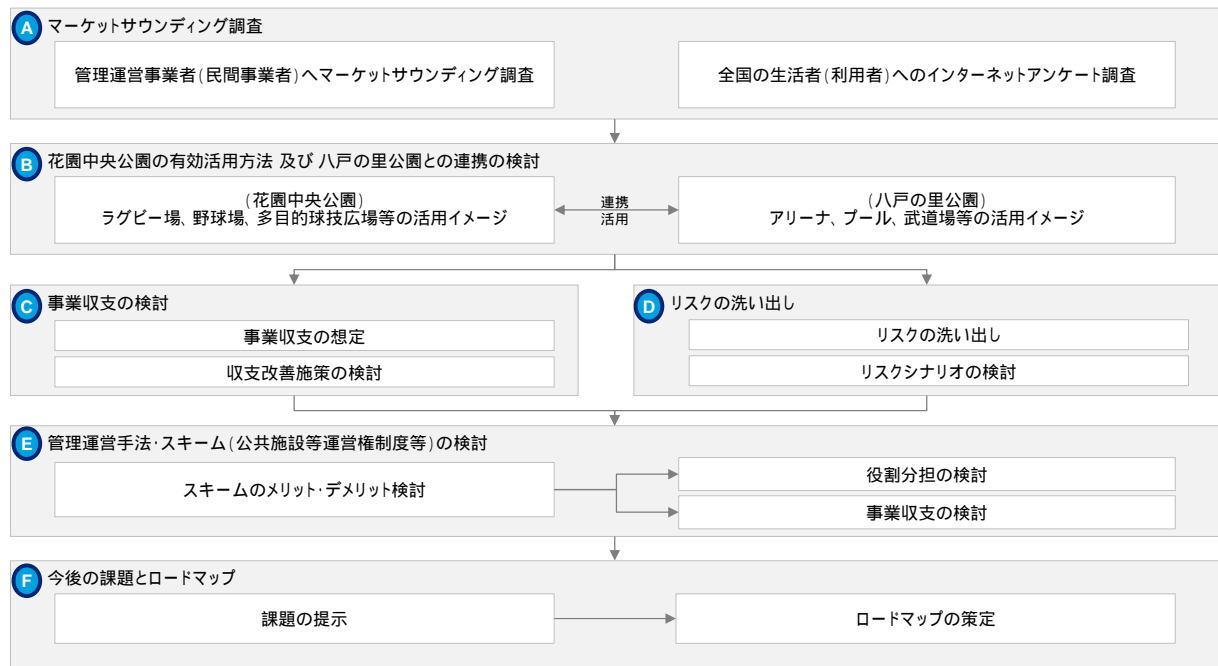 A マーケットサウンディング調査
管理運営事業者(民間事業者)へマーケットサウンディング調査
全国の生活者(利用者)へのインターネットアンケート調査
B 花園中央公園の有効活用方法 及び 八戸の里公園との連携の検討
(花園中央公園)
ラグビー場、野球場、多目的球技広場等の活用イメージ
連携
活用
(八戸の里公園)
アリーナ、プール、武道場等の活用イメージ
C 事業収支の検討
事業収支の想定
収支改善施策の検討
D リスクの洗い出し
リスクの洗い出し
リスクシナリオの検討
E 管理運営手法・スキーム(公共施設等運営権制度等)の検討
スキームのメリット・デメリット検討
役割分担の検討
事業収支の検討
F 今後の課題とロードマップ
課題の提示
ロードマップの策定